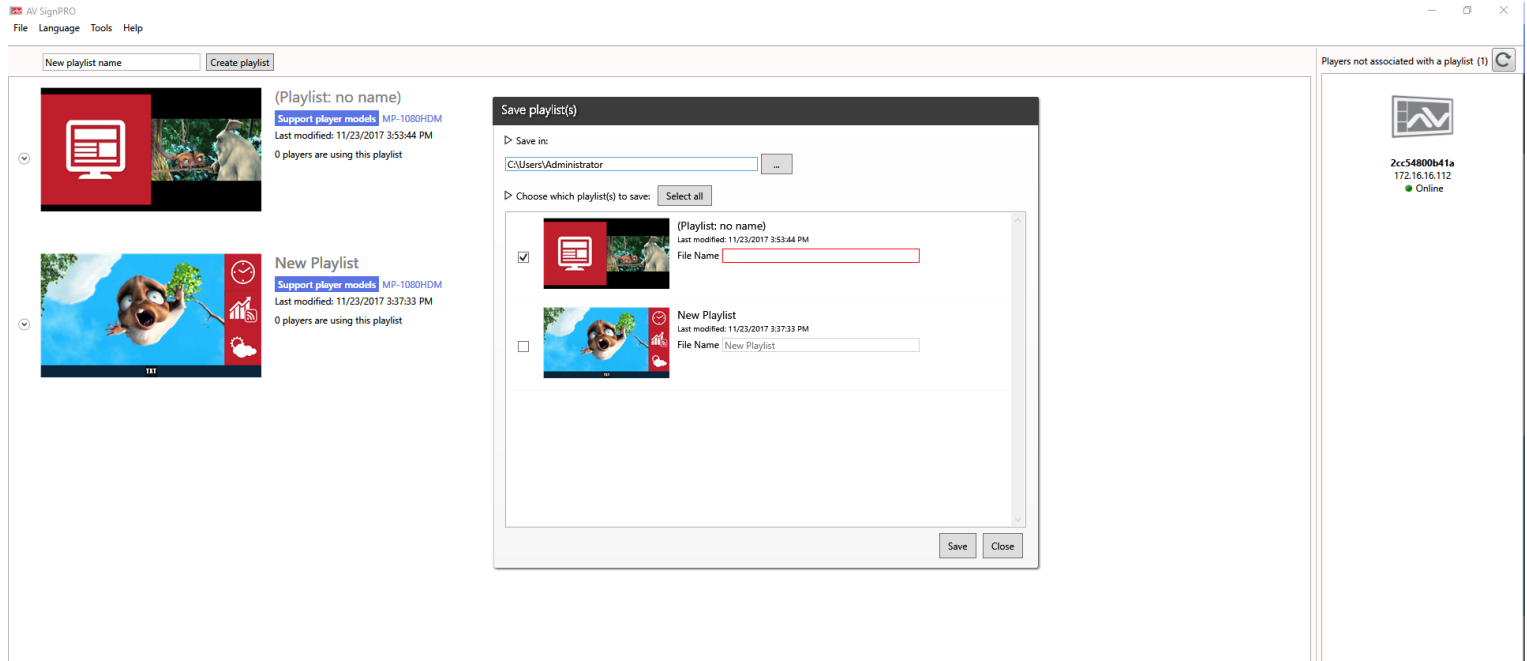 AV SignPRO
File Language Tools Help
New playlist name Create playlist
Players not associated with a playlist (1)
(Playlist: no name)
Support player models MP-1080HDM
Last modified: 11/23/2017 3:53:44 PM
0 players are using this playlist
New Playlist
Support player models MP-1080HDM
Last modified: 11/23/2017 3:37:33 PM
0 players are using this playlist
TXT
Save playlist(s)
Save in:
C:\Users\Administrator ...
Choose which playlist(s) to save: Select all
(Playlist: no name)
Last modified: 11/23/2017 3:53:44 PM
File Name
New Playlist
Last modified: 11/23/2017 3:37:33 PM
File Name New Playlist
TXT
Save Close
2cc54800b41a
172.16.16.112
Online